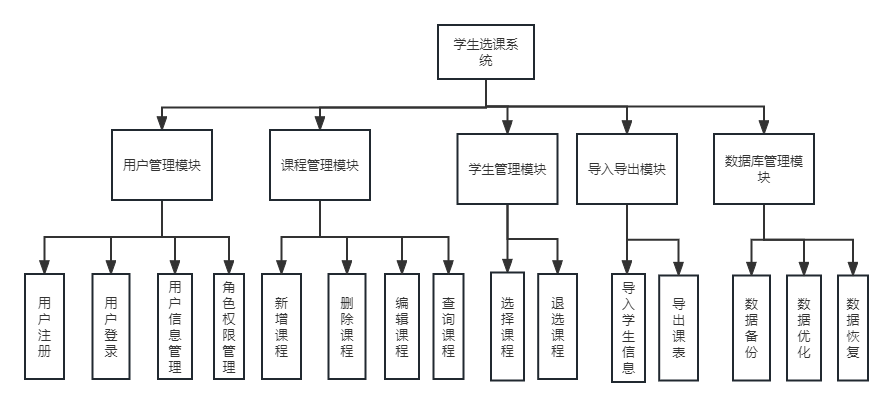 学生选课系
统
用户管理模块
课程管理模块
学生管理模块
导入导出模块
数据库管理模
块
用户注册
用户登录
用户信息管理
角色权限管理
新增课程
删除课程
编辑课程
查询课程
选择课程
退选课程
导入学生信息
导出课表
数据备份
数据优化
数据恢复